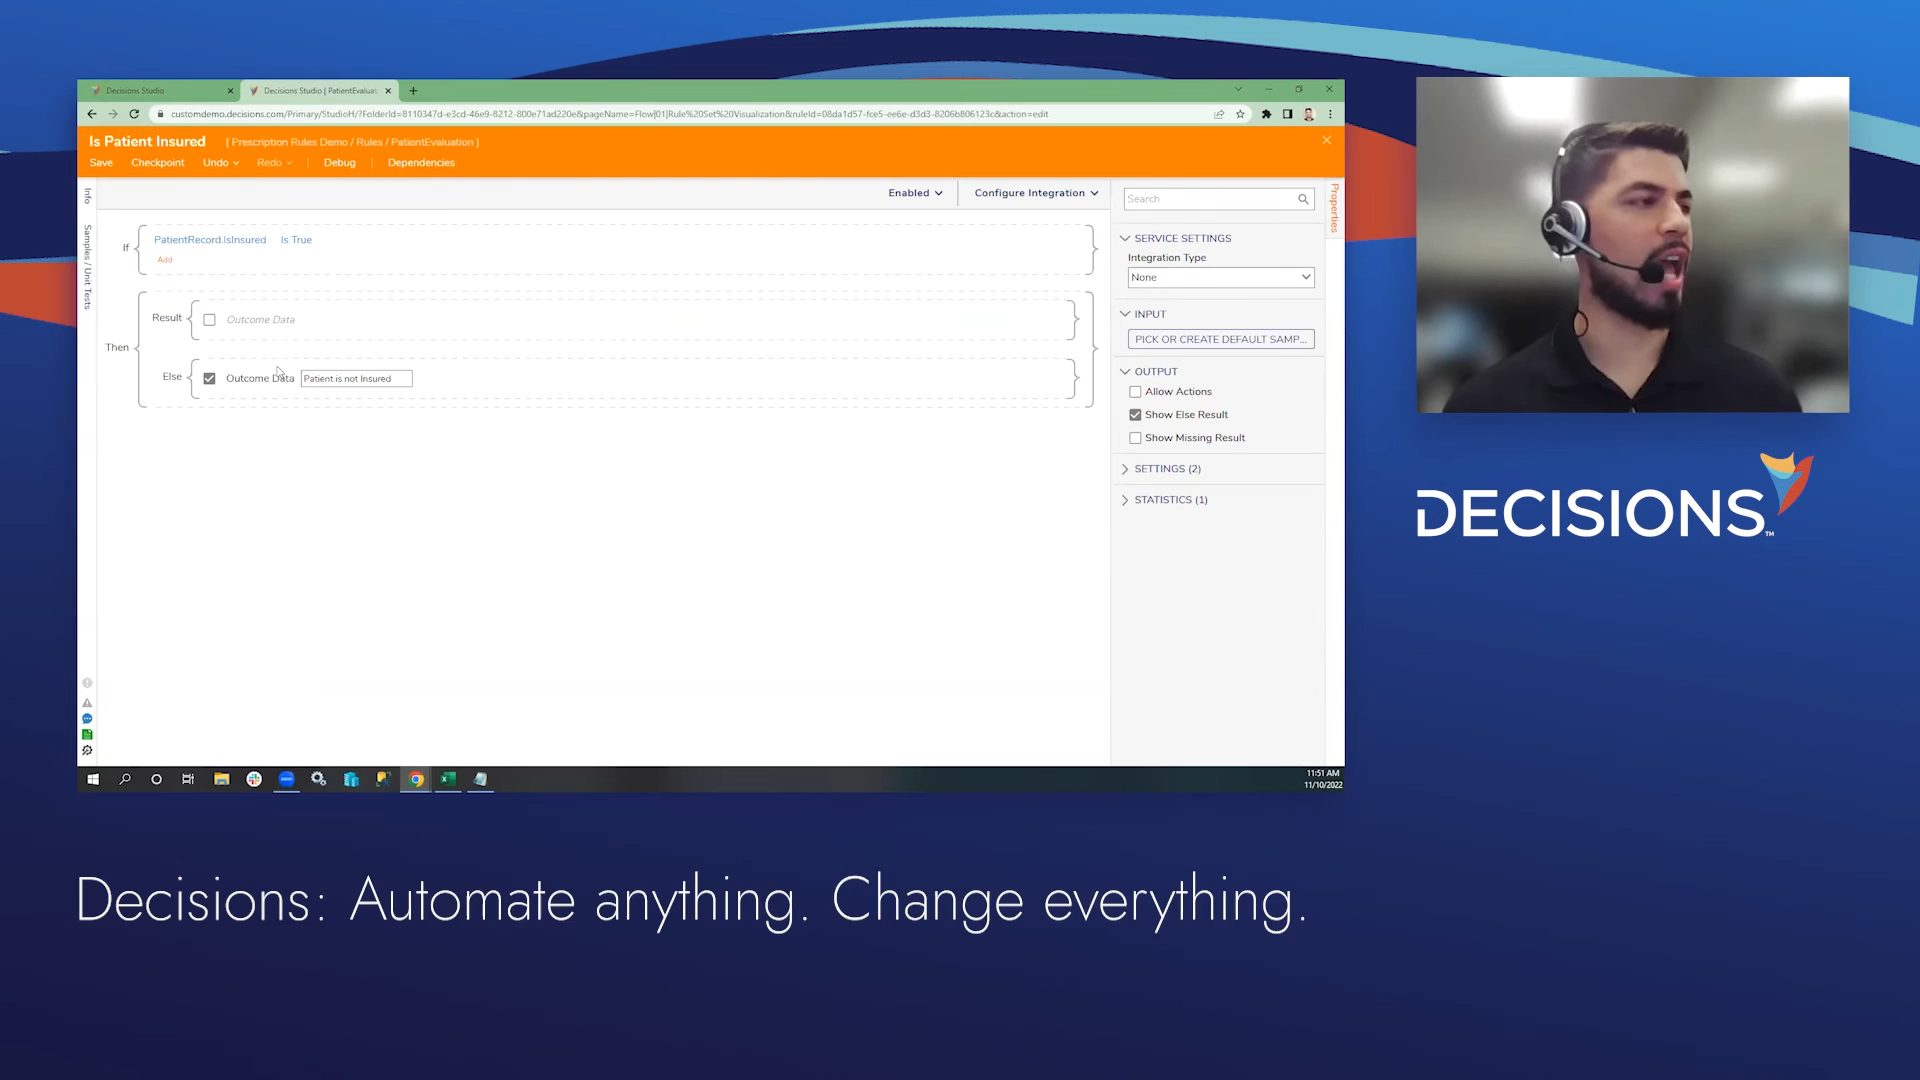 Decisions Studio
Decisions Studio | PatientEvaluat
customdemo.decisions.com/Primary/StudioH/?FolderId=8110347d-e3cd-46e9-8212-800e71ad220e&pageName=Flow|01|Rule%20Set%20Visualization&ruleId=08da1d57-fce5-ee6e-d3d3-8206b806123c&action=edit
Is Patient Insured [ Prescription Rules Demo / Rules / PatientEvaluation ]
Save Checkpoint Undo Redo Debug Dependencies
Info
Samples / Unit Tests
Enabled Configure Integration
If PatientRecord.IsInsured Is True
Add
Then
Result Outcome Data
Else Outcome Data Patient is not Insured
Search
Properties
SERVICE SETTINGS
Integration Type
None
INPUT
PICK OR CREATE DEFAULT SAMP...
OUTPUT
Allow Actions
Show Else Result
Show Missing Result
SETTINGS (2)
STATISTICS (1)
11:51 AM
11/10/2022
DECISIONS™
Decisions: Automate anything. Change everything.